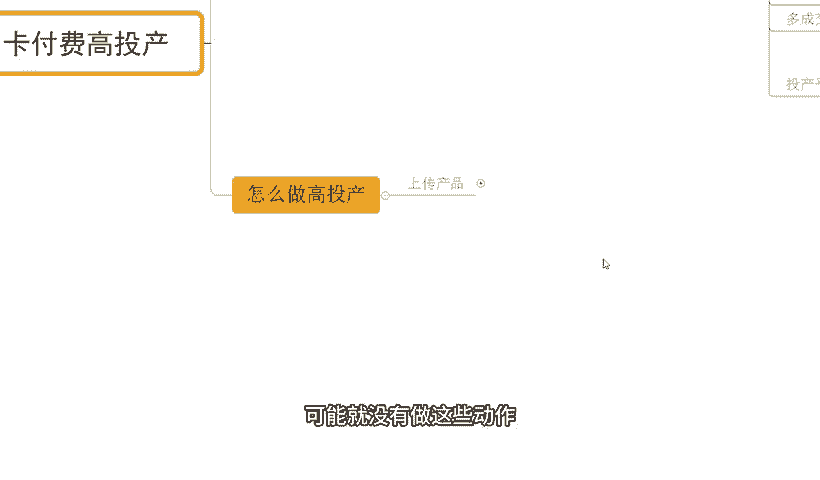 卡付费高投产
多成
投产
怎么做高投产
上传产品
可能就没有做这些动作